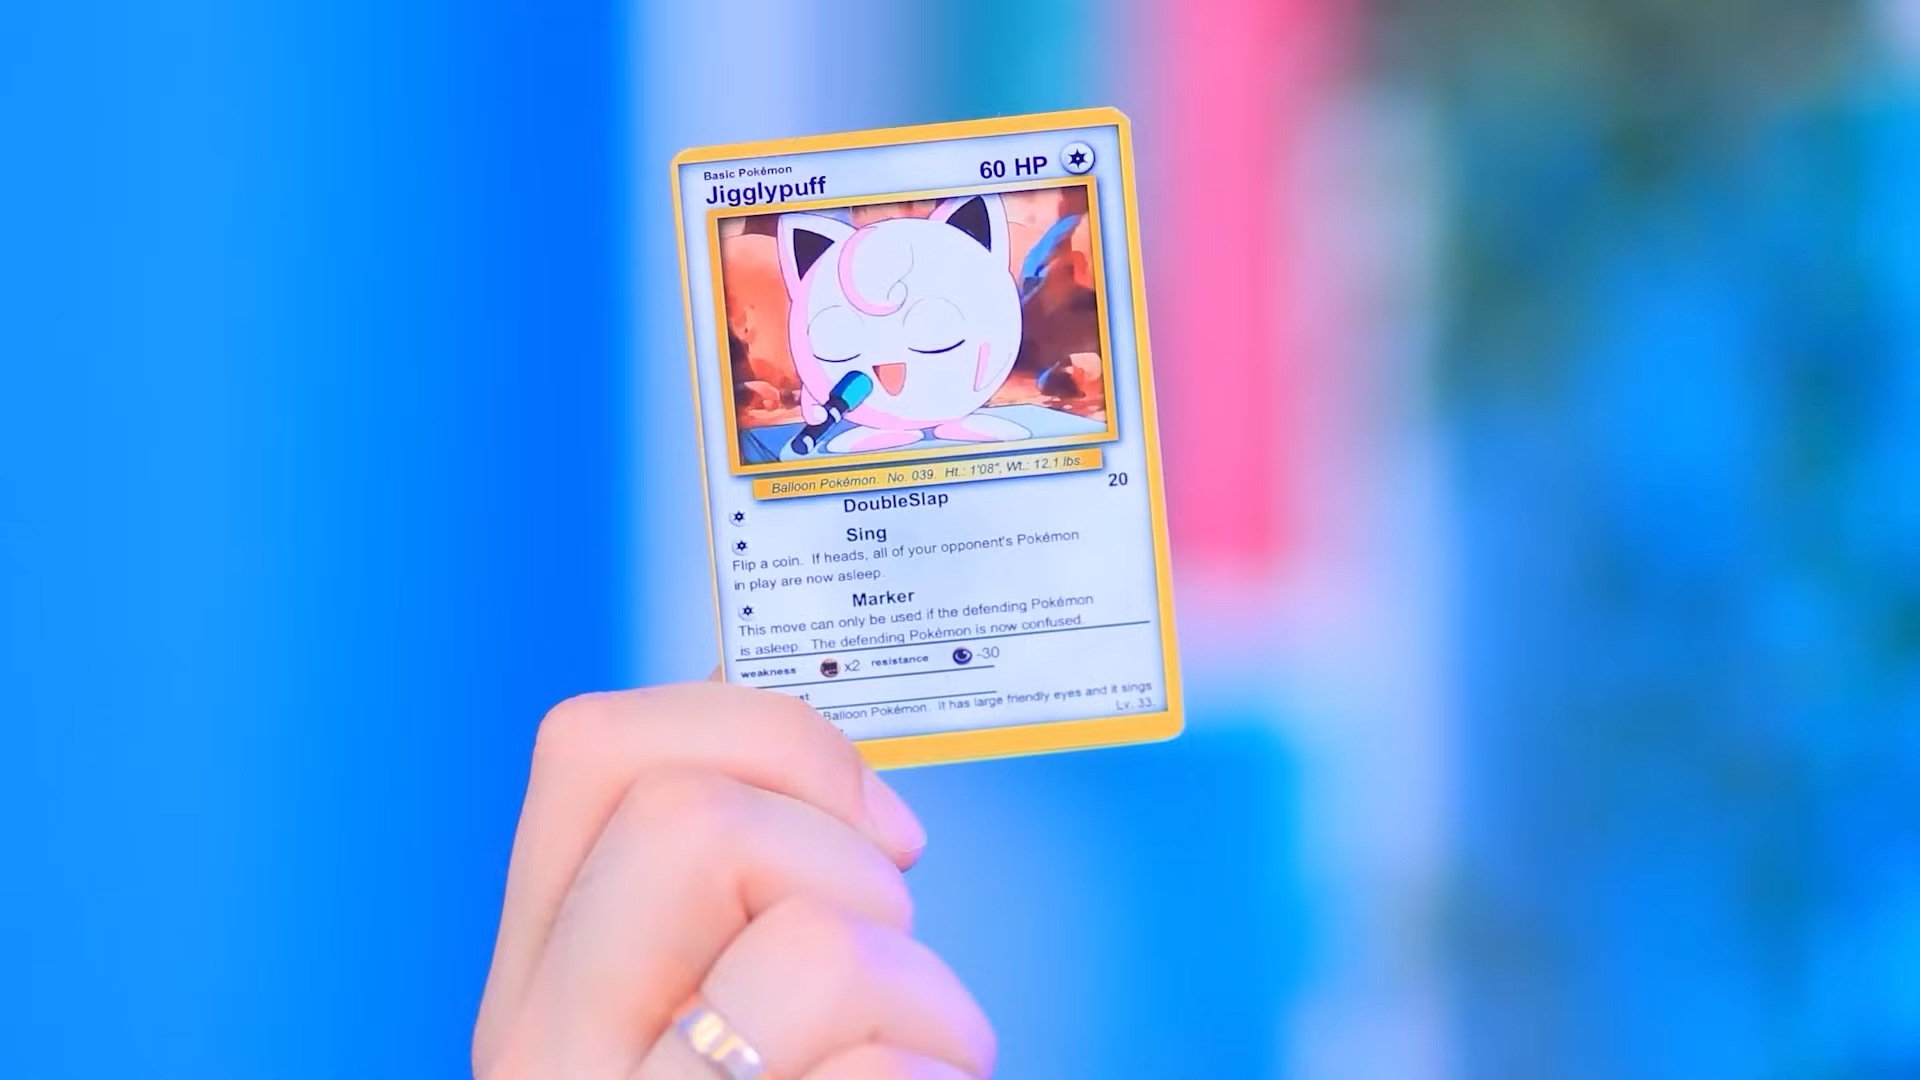 Basic Pokémon
Jigglypuff
60 HP
Balloon Pokémon. No. 039. Ht.: 1'08", Wt.: 12.1 lbs.
DoubleSlap 20
Sing
Flip a coin. If heads, all of your opponent's Pokémon
in play are now asleep.
Marker
This move can only be used if the defending Pokémon
is asleep. The defending Pokémon is now confused.
weakness x2 resistance -30
Balloon Pokémon. It has large friendly eyes and it sings
Lv. 33.